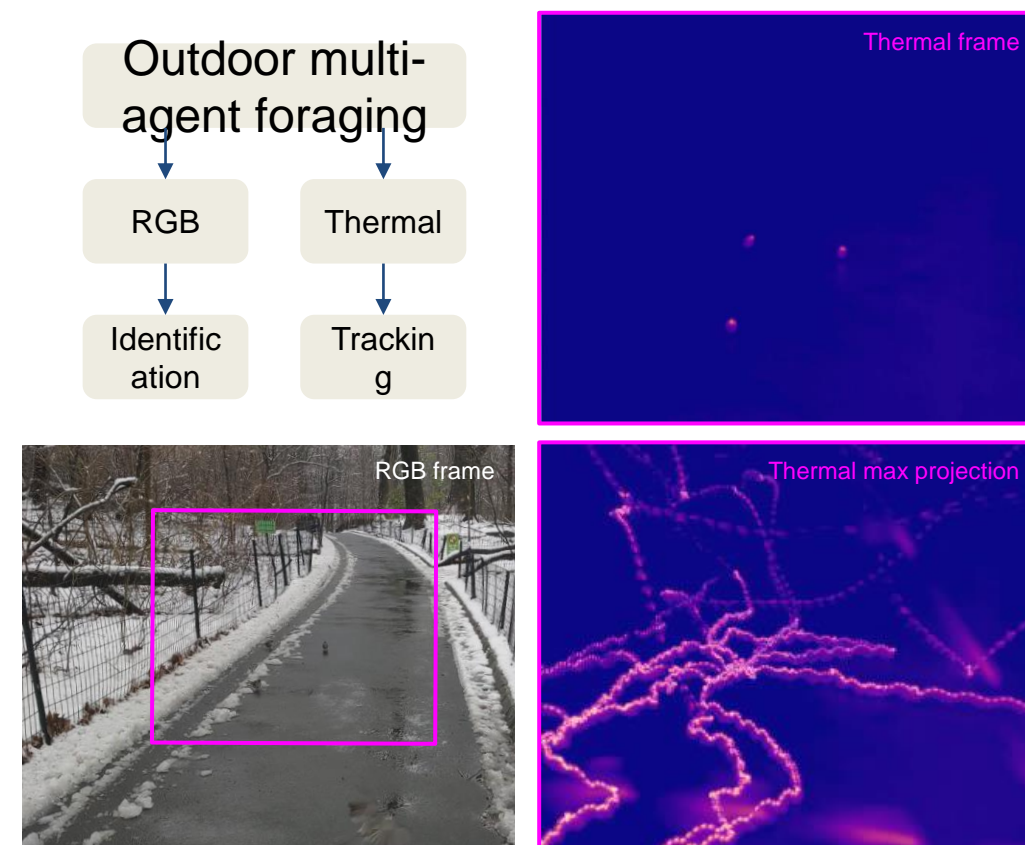 Outdoor multi-
agent foraging
RGB
Thermal
Identific
ation
Trackin
g
Thermal frame
RGB frame
Thermal max projection